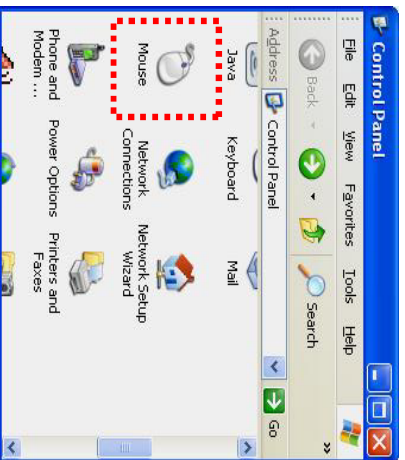 Control Panel
File Edit View Favorites Tools Help
Back Search »
Address Control Panel Go
Java Keyboard Mail
Mouse Network Connections Network Setup Wizard
Phone and Modem ... Power Options Printers and Faxes